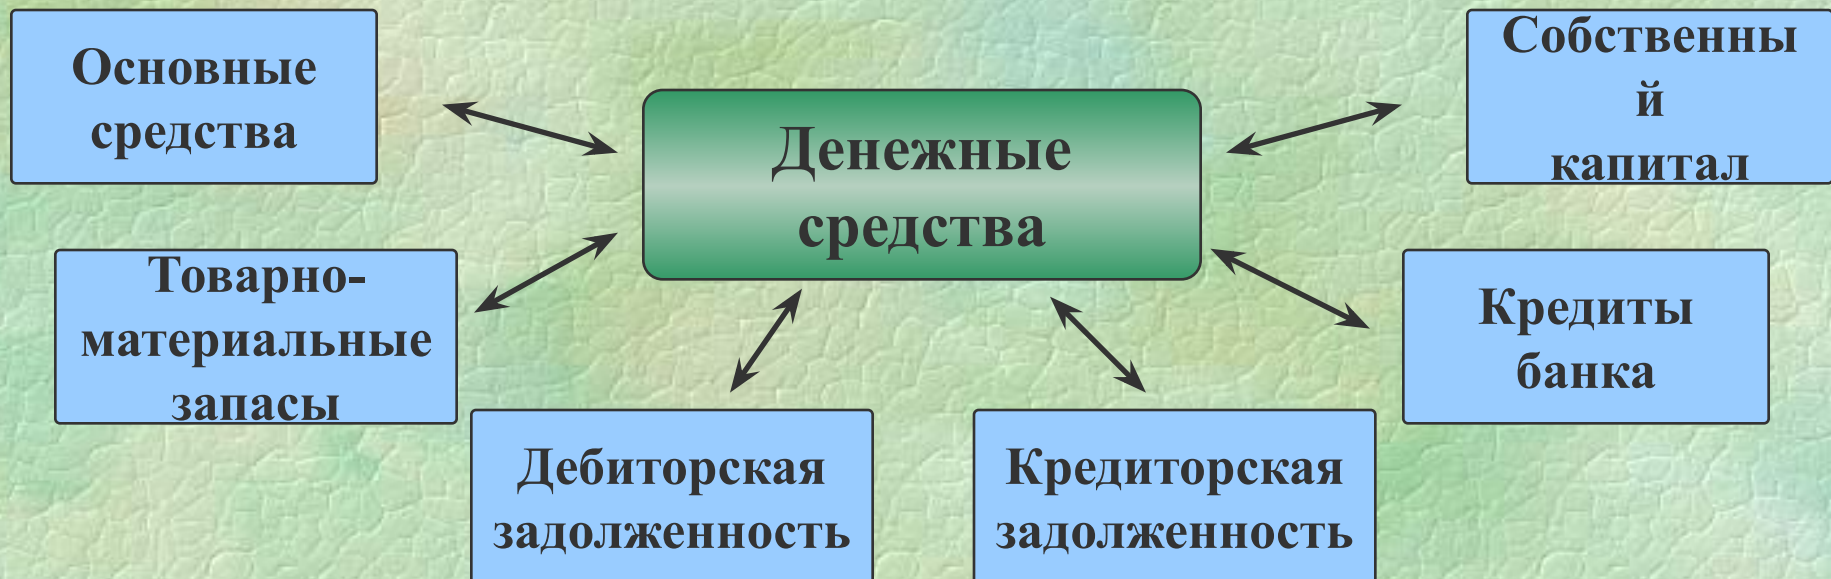 Основные
средства
Денежные
средства
Собственны
й
капитал
Товарно-
материальные
запасы
Кредиты
банка
Дебиторская
задолженность
Кредиторская
задолженность